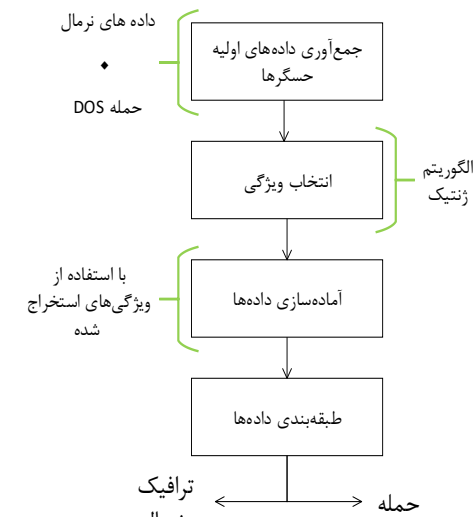 داده های نرمال
حمله DOS
جمع‌آوری داده‌های اولیه
حسگرها
انتخاب ویژگی
الگوریتم
ژنتیک
با استفاده از
ویژگی‌های استخراج
شده
آماده‌سازی داده‌ها
طبقه‌بندی داده‌ها
ترافیک
حمله